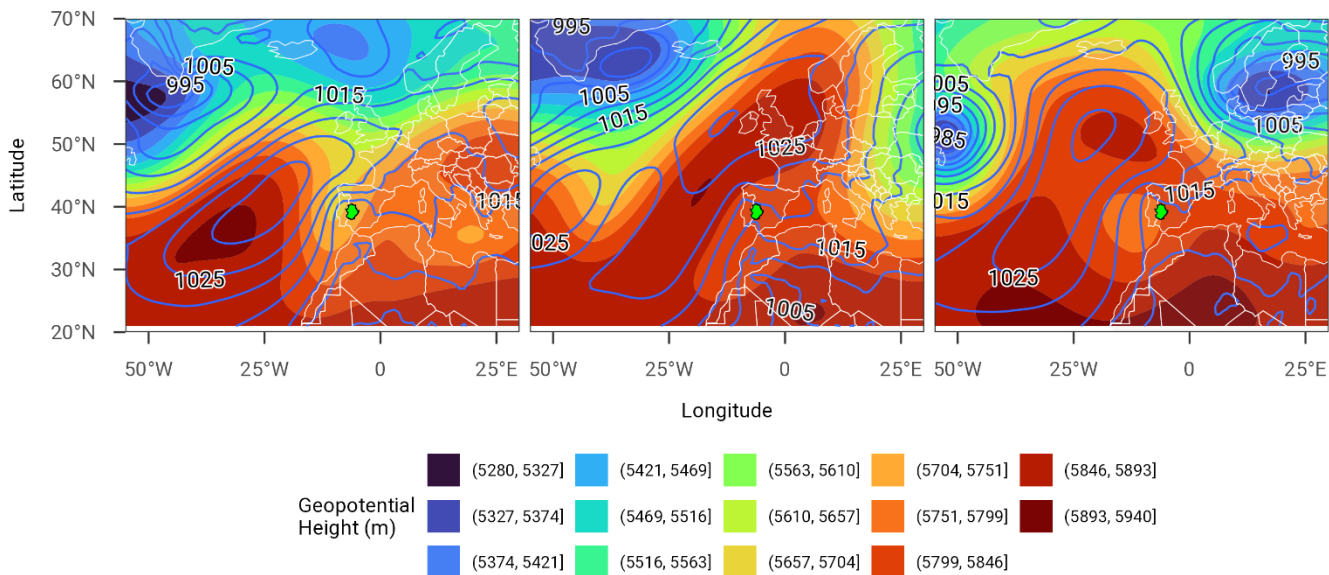 70°N
60°N
50°N
40°N
30°N
20°N
Latitude
1005
995
1015
1015
1025
995
1005
1015
1025
025
1015
1005
005
995
985
015
995
1005
1015
1025
50°W 25°W 0 25°E 50°W 25°W 0 25°E 50°W 25°W 0 25°E
Longitude
Geopotential
Height (m)
(5280, 5327] (5421, 5469] (5563, 5610] (5704, 5751] (5846, 5893]
(5327, 5374] (5469, 5516] (5610, 5657] (5751, 5799] (5893, 5940]
(5374, 5421] (5516, 5563] (5657, 5704] (5799, 5846]